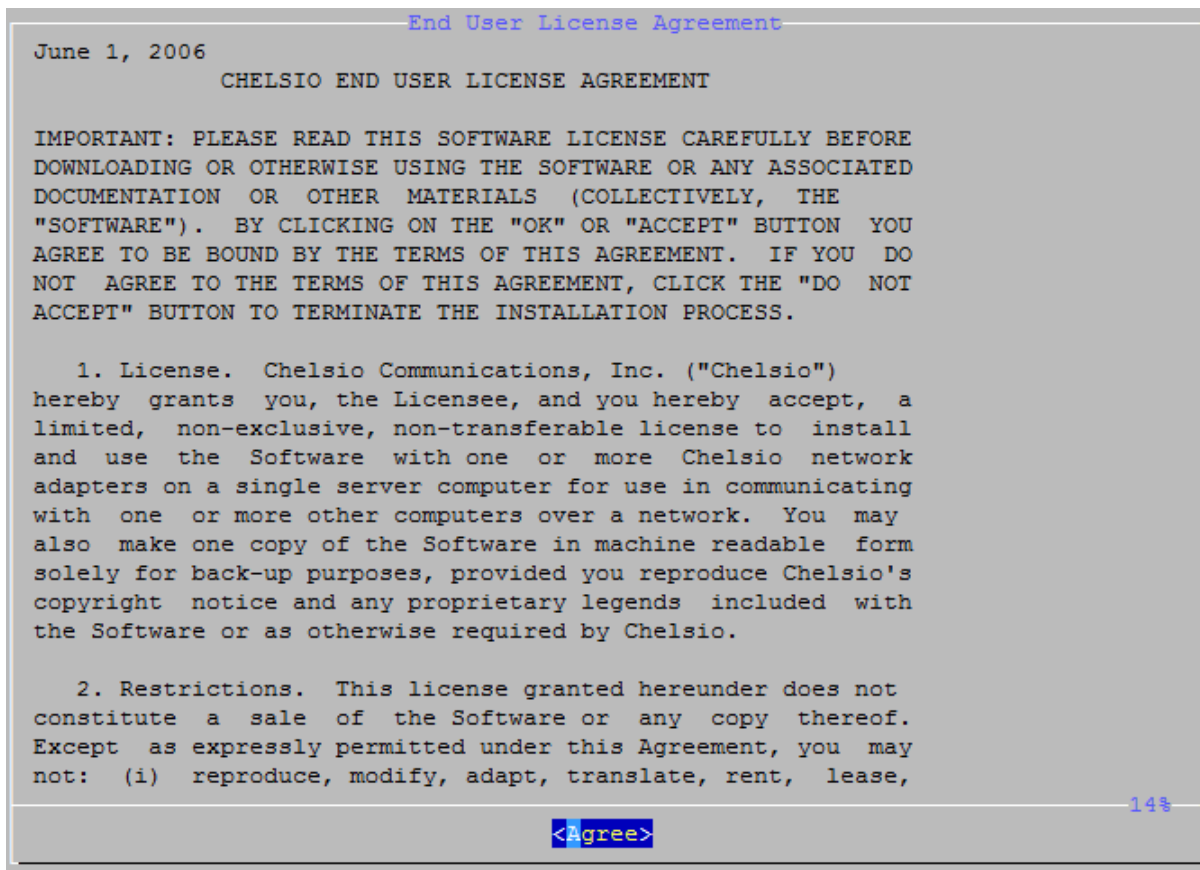 End User License Agreement
June 1, 2006
CHELSIO END USER LICENSE AGREEMENT
IMPORTANT: PLEASE READ THIS SOFTWARE LICENSE CAREFULLY BEFORE
DOWNLOADING OR OTHERWISE USING THE SOFTWARE OR ANY ASSOCIATED
DOCUMENTATION OR OTHER MATERIALS (COLLECTIVELY, THE
"SOFTWARE"). BY CLICKING ON THE "OK" OR "ACCEPT" BUTTON YOU
AGREE TO BE BOUND BY THE TERMS OF THIS AGREEMENT. IF YOU DO
NOT AGREE TO THE TERMS OF THIS AGREEMENT, CLICK THE "DO NOT
ACCEPT" BUTTON TO TERMINATE THE INSTALLATION PROCESS.
1. License. Chelsio Communications, Inc. ("Chelsio")
hereby grants you, the Licensee, and you hereby accept, a
limited, non-exclusive, non-transferable license to install
and use the Software with one or more Chelsio network
adapters on a single server computer for use in communicating
with one or more other computers over a network. You may
also make one copy of the Software in machine readable form
solely for back-up purposes, provided you reproduce Chelsio's
copyright notice and any proprietary legends included with
the Software or as otherwise required by Chelsio.
2. Restrictions. This license granted hereunder does not
constitute a sale of the Software or any copy thereof.
Except as expressly permitted under this Agreement, you may
not: (i) reproduce, modify, adapt, translate, rent, lease,
14%
<Agree>